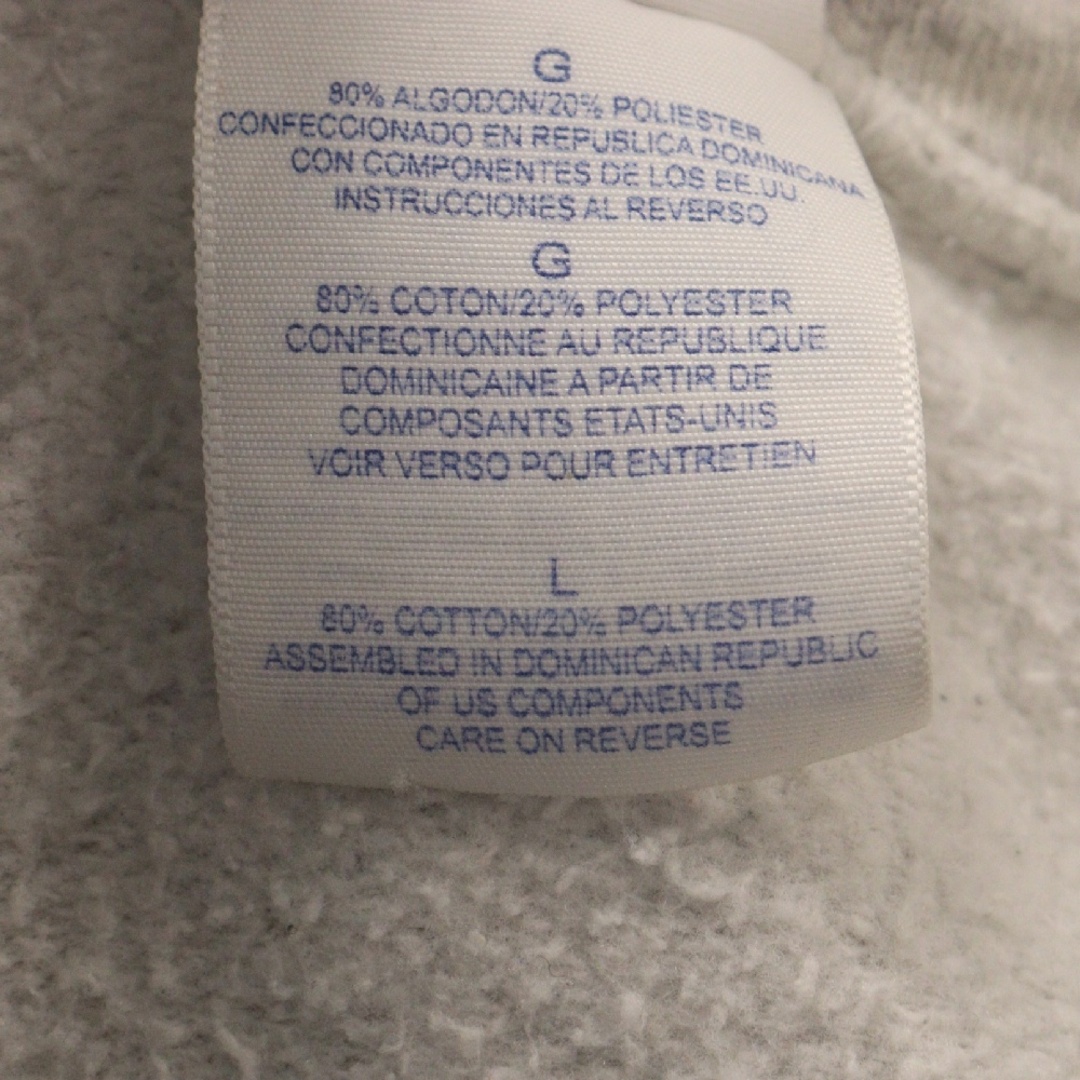 G
80% ALGODON/20% POLIESTER
CONFECCIONADO EN REPUBLICA DOMINICANA
CON COMPONENTES DE LOS EE.UU.
INSTRUCCIONES AL REVERSO
G
80% COTON/20% POLYESTER
CONFECTIONNE AU REPUBLIQUE
DOMINICAINE A PARTIR DE
COMPOSANTS ETATS-UNIS
VOIR VERSO POUR ENTRETIEN
L
80% COTTON/20% POLYESTER
ASSEMBLED IN DOMINICAN REPUBLIC
OF US COMPONENTS
CARE ON REVERSE